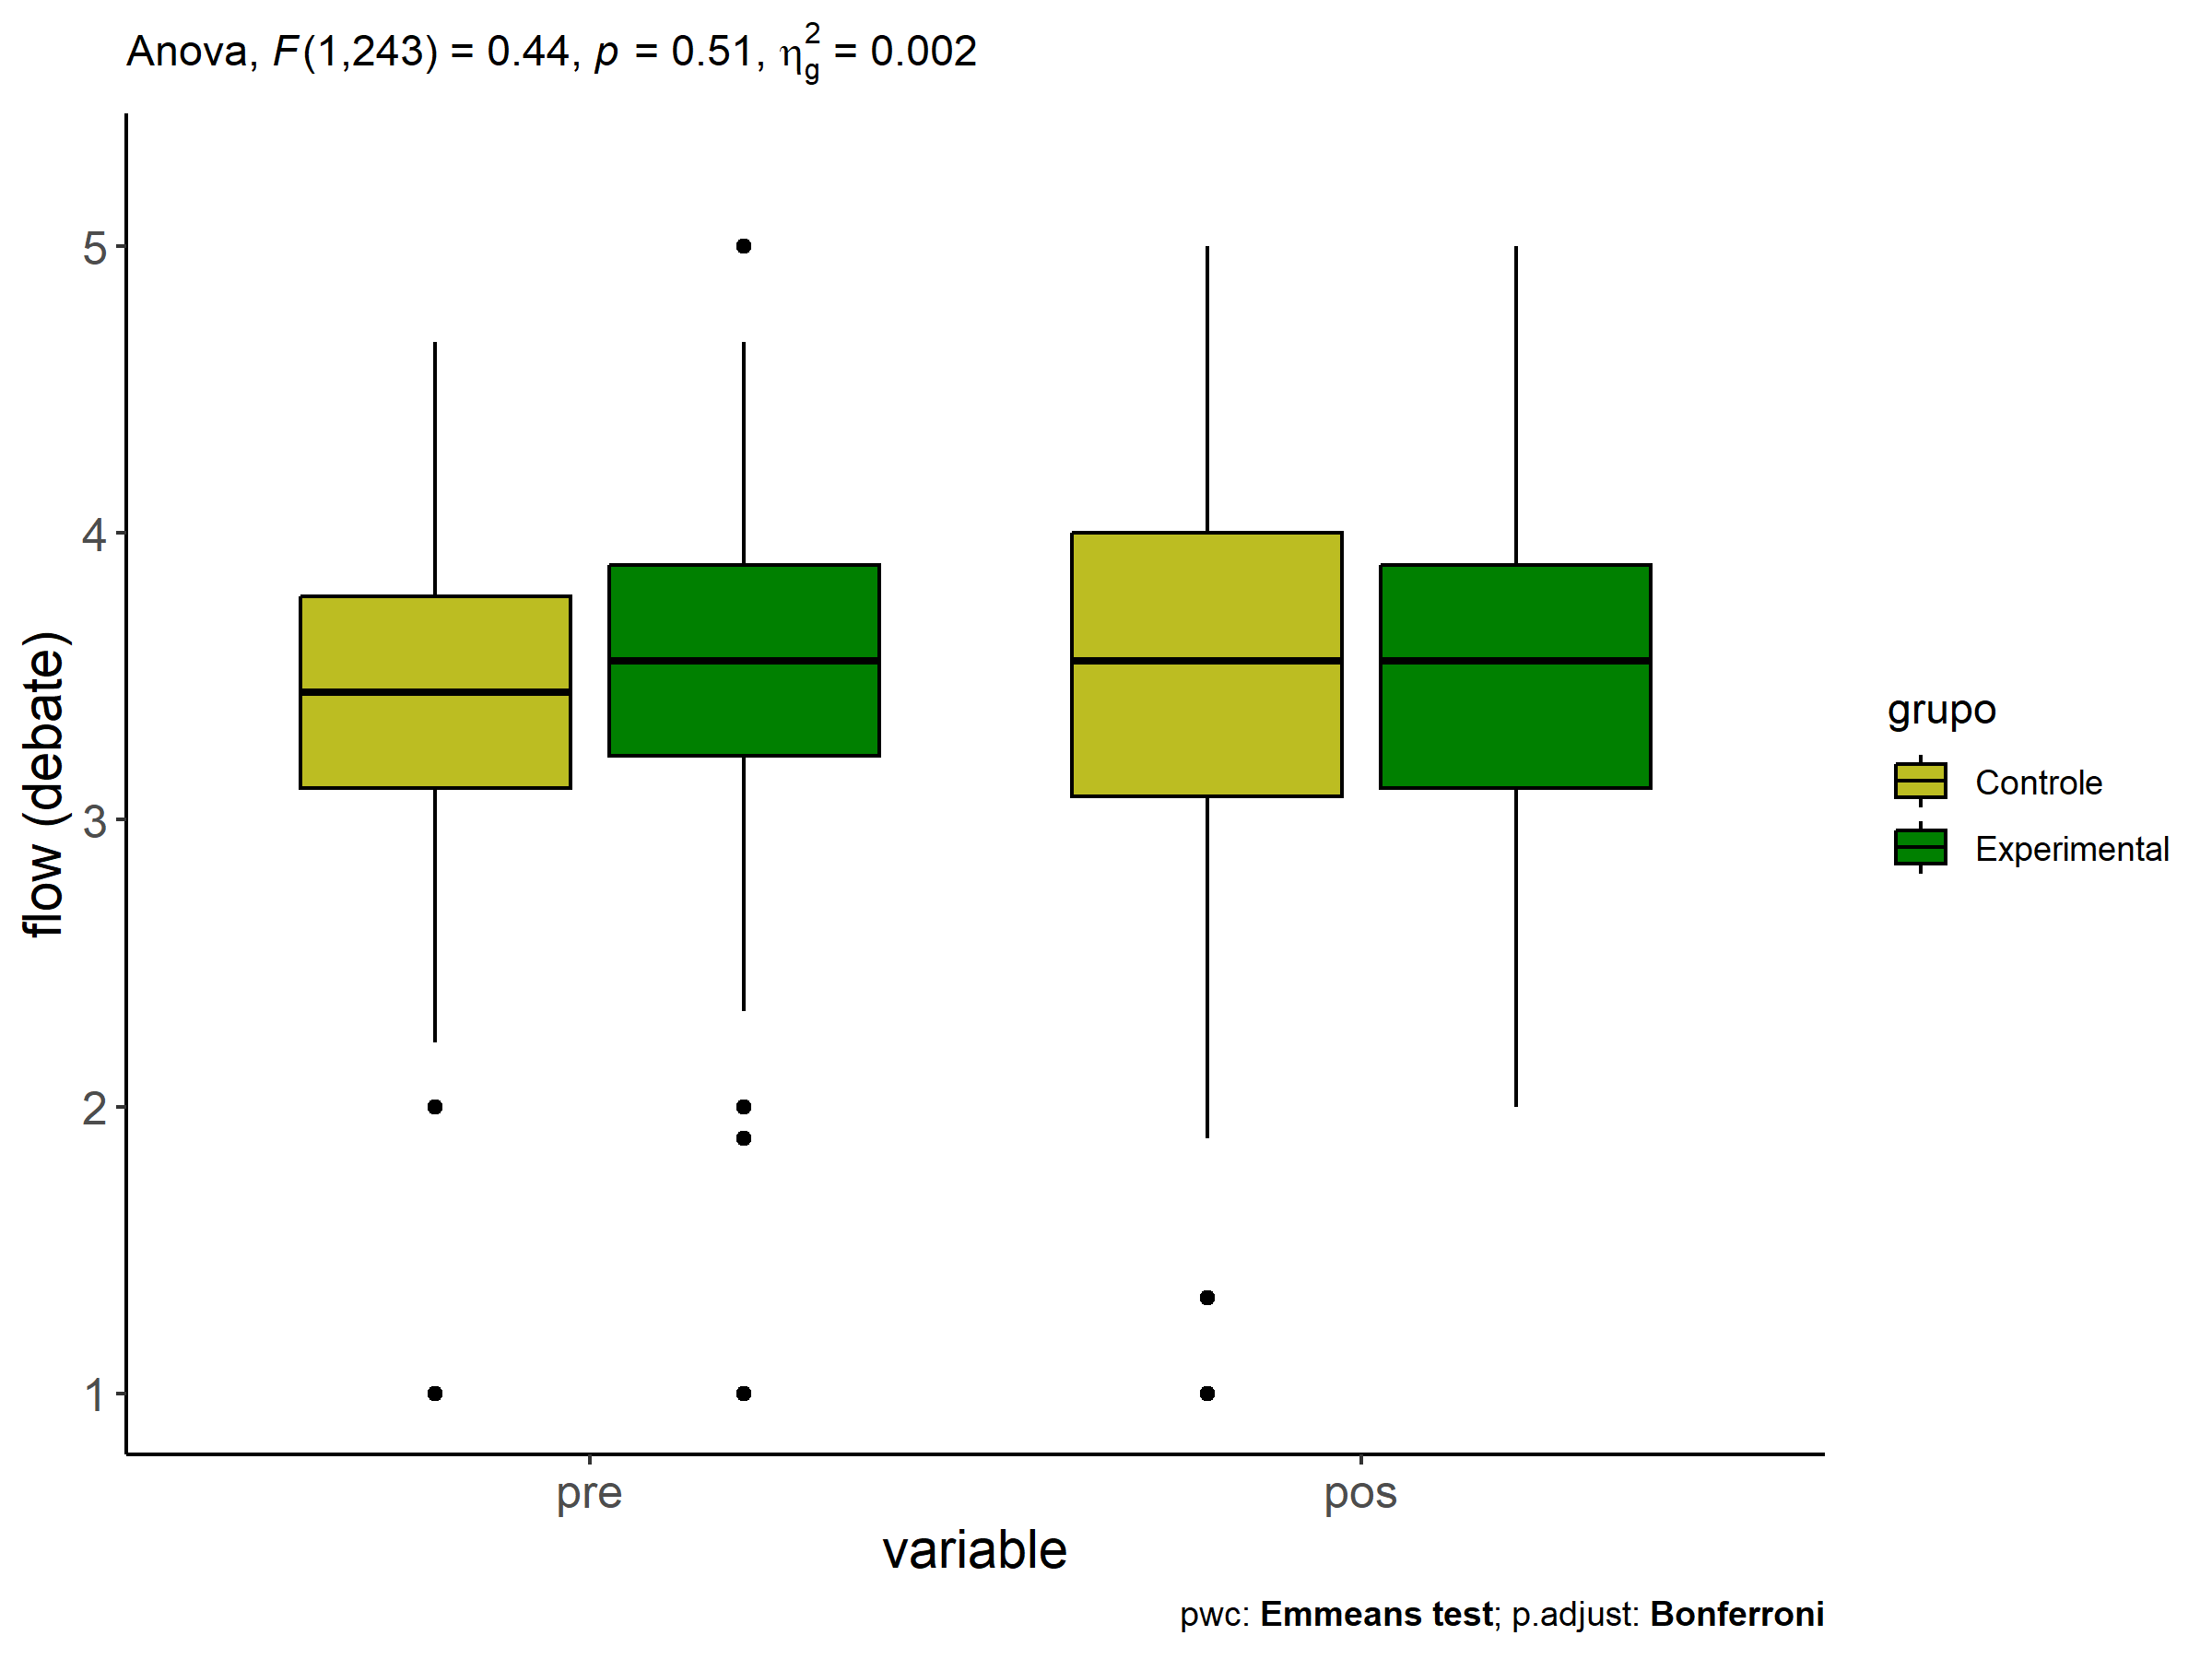 Anova, F(1,243) = 0.44, p = 0.51, η²g = 0.002
5
4
3
2
1
flow (debate)
pre
pos
variable
grupo
Controle
Experimental
pwc: Emmeans test; p.adjust: Bonferroni